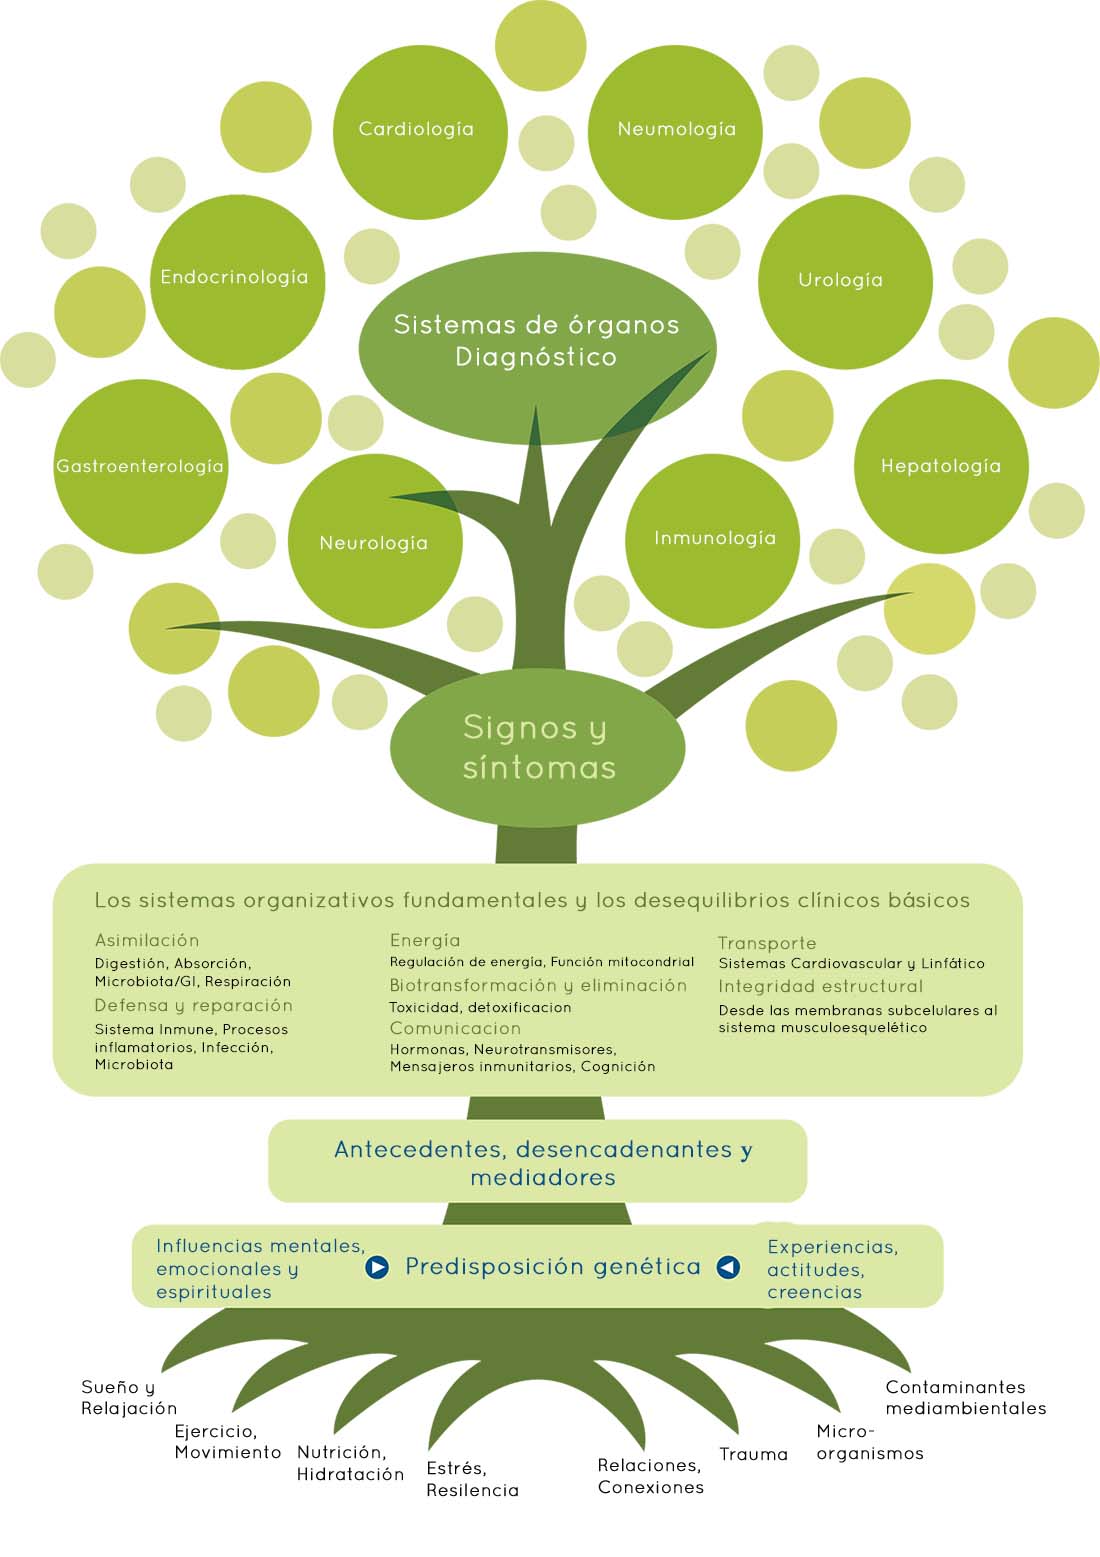 Cardiología
Neumología
Endocrinología
Urología
Sistemas de órganos
Diagnóstico
Gastroenterología
Hepatología
Neurología
Inmunología
Signos y
síntomas
Los sistemas organizativos fundamentales y los desequilibrios clínicos básicos
Asimilación
Digestión, Absorción,
Microbiota/GI, Respiración
Defensa y reparación
Sistema Inmune, Procesos
inflamatorios, Infección,
Microbiota
Energía
Regulación de energía, Función mitocondrial
Biotransformación y eliminación
Toxicidad, detoxificacion
Comunicacion
Hormonas, Neurotransmisores,
Mensajeros inmunitarios, Cognición
Transporte
Sistemas Cardiovascular y Linfático
Integridad estructural
Desde las membranas subcelulares al
sistema musculoesquelético
Antecedentes, desencadenantes y
mediadores
Influencias mentales,
emocionales y
espirituales
Predisposición genética
Experiencias,
actitudes,
creencias
Sueño y
Relajación
Ejercicio,
Movimiento
Nutrición,
Hidratación
Estrés,
Resilencia
Relaciones,
Conexiones
Trauma
Micro-
organismos
Contaminantes
mediambientales